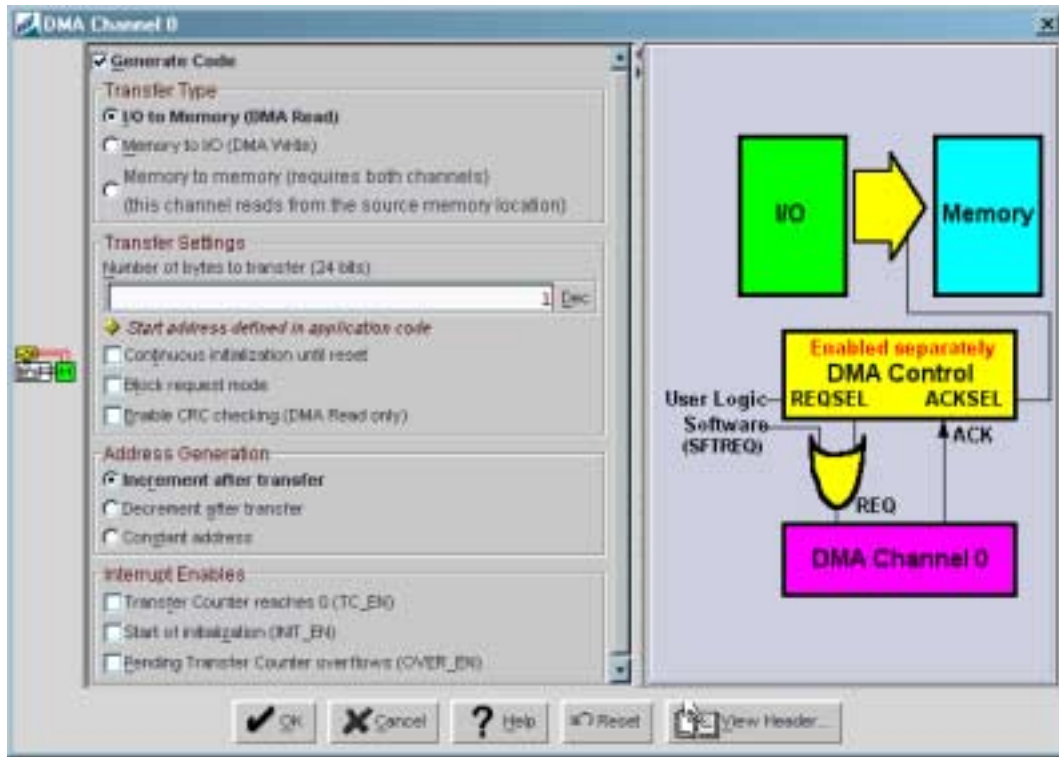 DMA Channel 0
Generate Code
Transfer Type
I/O to Memory (DMA Read)
Memory to I/O (DMA Write)
Memory to memory (requires both channels)
(this channel reads from the source memory location)
Transfer Settings
Number of bytes to transfer (24 bits)
1 Dec
Start address defined in application code
Continuous initialization until reset
Block request mode
Enable CRC checking (DMA Read only)
Address Generation
Increment after transfer
Decrement after transfer
Constant address
Interrupt Enables
Transfer Counter reaches 0 (TC_EN)
Start of initialization (INIT_EN)
Pending Transfer Counter overflows (OVER_EN)
I/O
Memory
Enabled separately
DMA Control
User Logic
REQSEL ACKSEL
Software
(SFTREQ)
ACK
REQ
DMA Channel 0
OK Cancel Help Reset View Header...